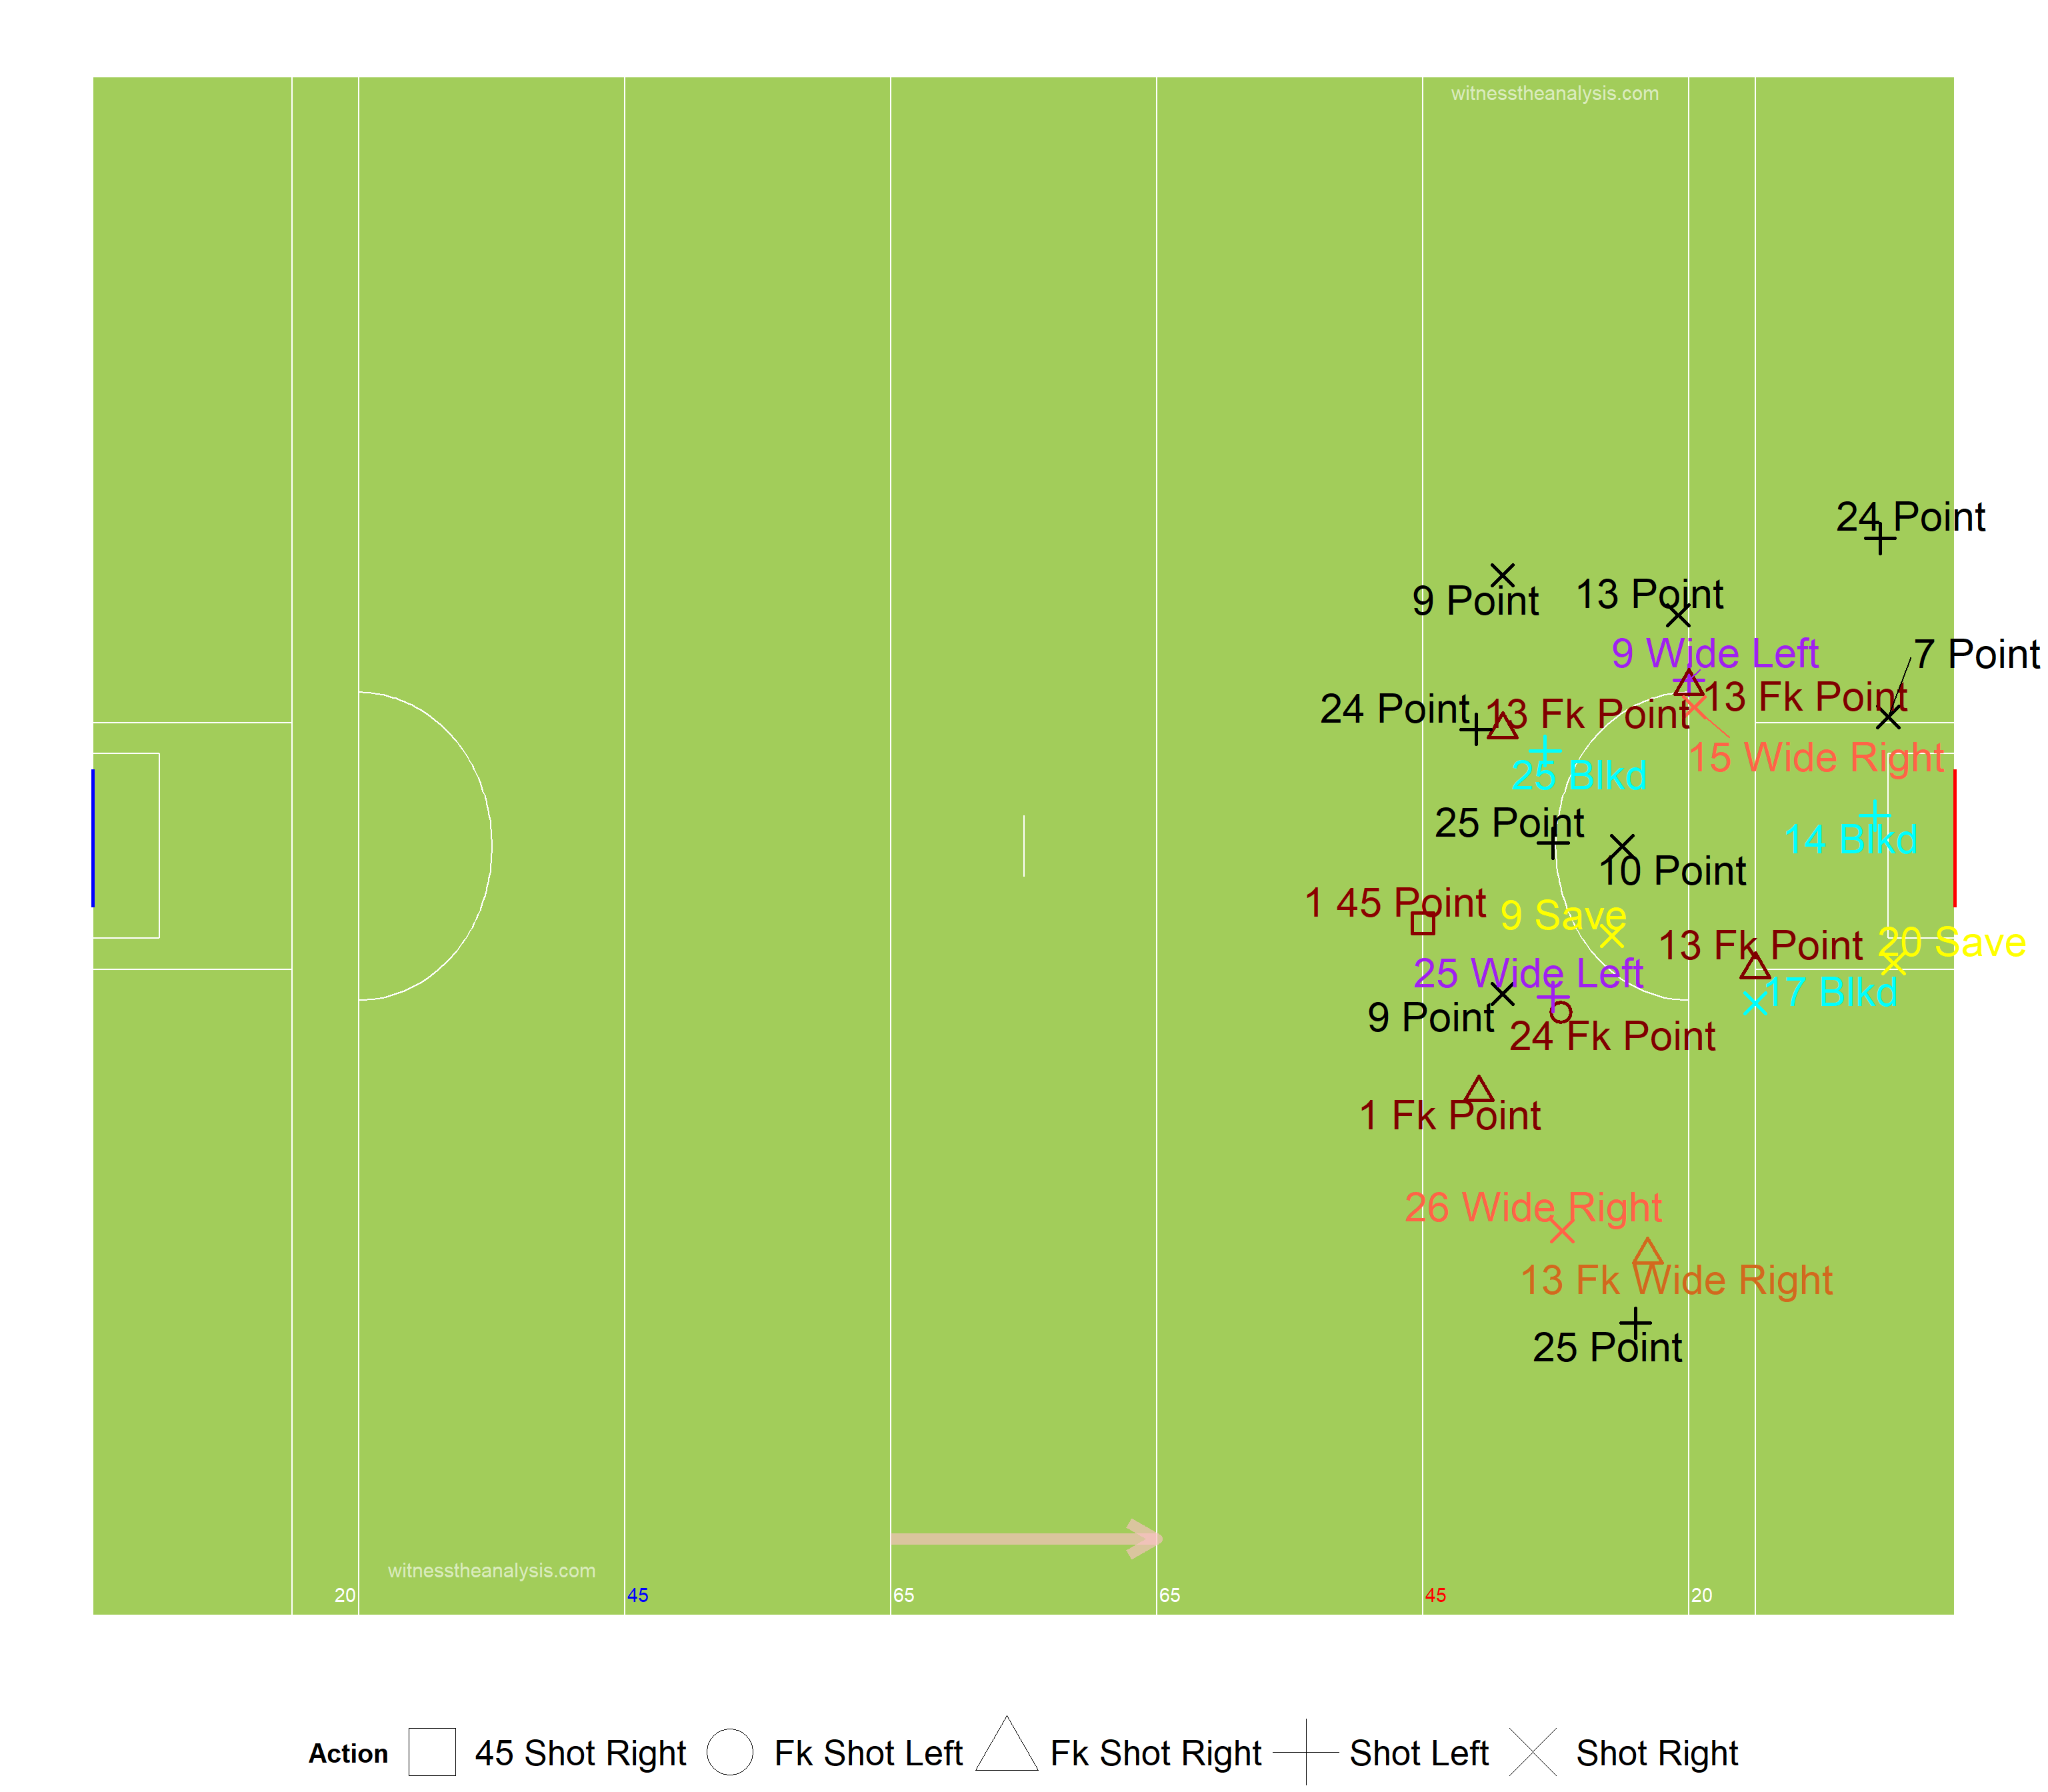 witnesstheanalysis.com
24 Point
9 Point
13 Point
9 Wide Left
7 Point
24 Point
13 Fk Point
13 Fk Point
25 Blkd
15 Wide Right
25 Point
14 Blkd
10 Point
1 45 Point
9 Save
13 Fk Point
20 Save
25 Wide Left
17 Blkd
9 Point
24 Fk Point
1 Fk Point
26 Wide Right
13 Fk Wide Right
25 Point
witnesstheanalysis.com
20 45 65 65 45 20
Action 45 Shot Right Fk Shot Left Fk Shot Right Shot Left Shot Right